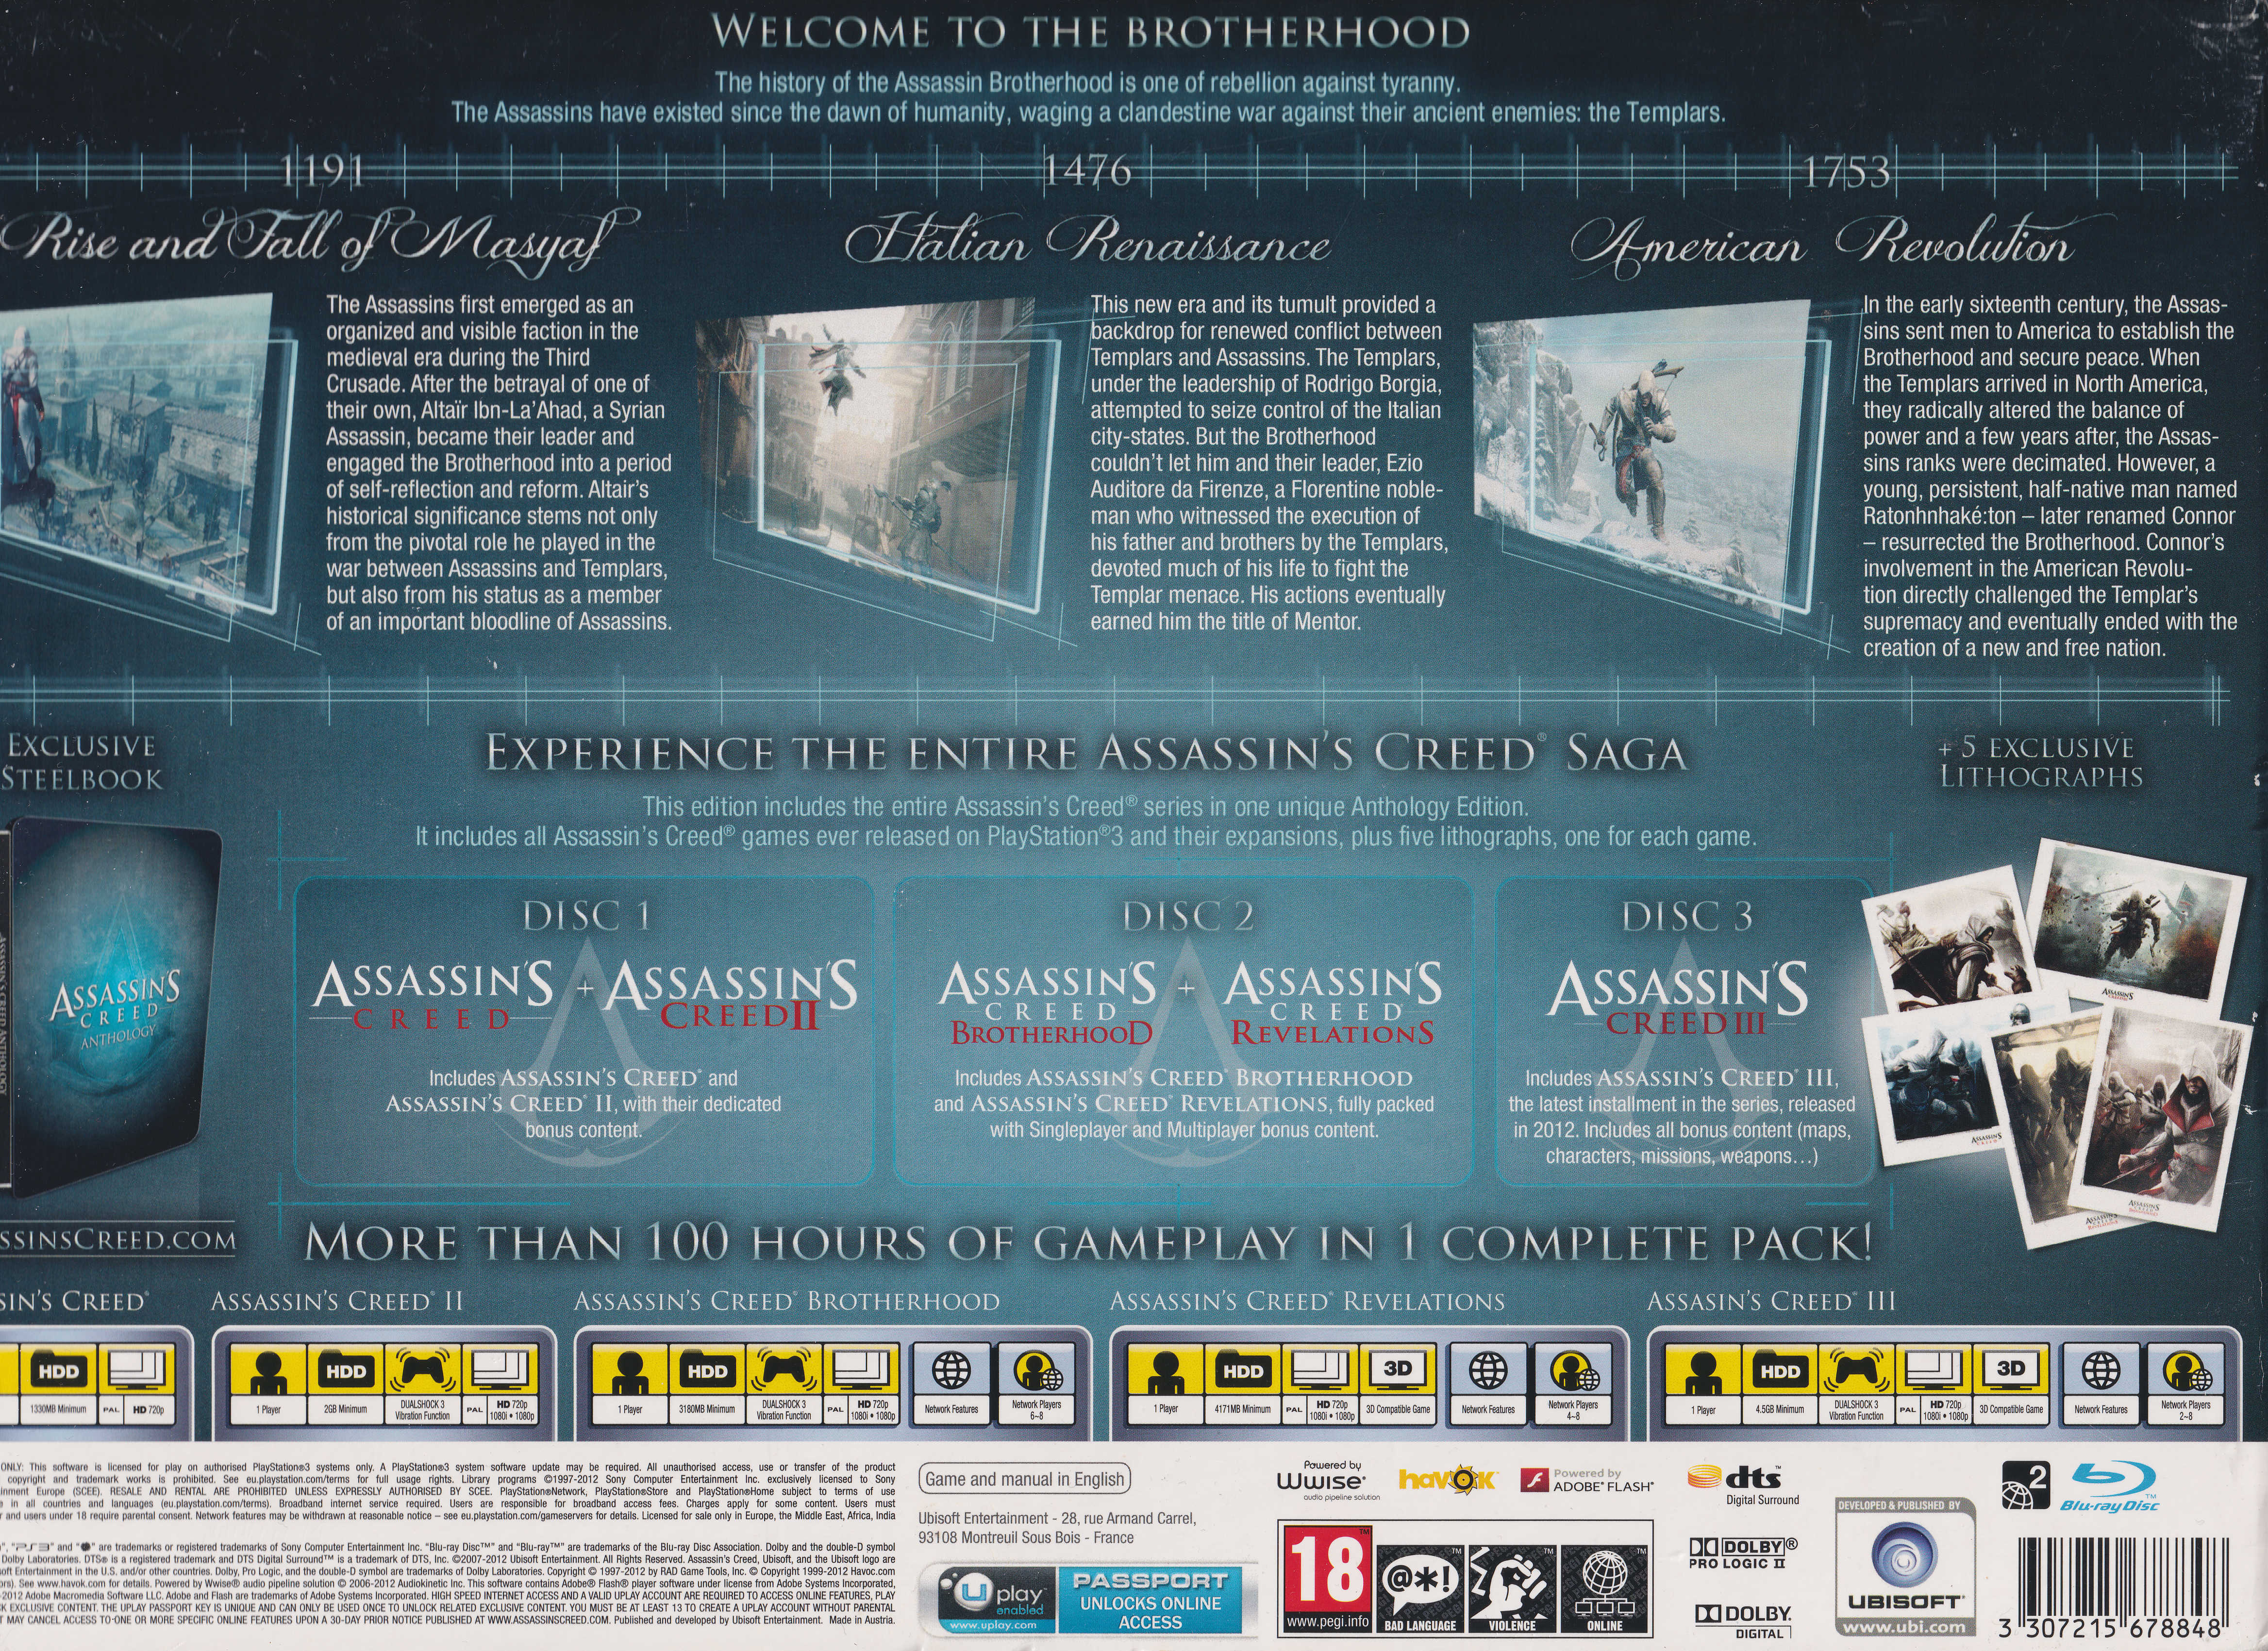 WELCOME TO THE BROTHERHOOD
The history of the Assassin Brotherhood is one of rebellion against tyranny.
The Assassins have existed since the dawn of humanity, waging a clandestine war against their ancient enemies: the Templars.
1191
1476
1753
Rise and Fall of Masyaf
The Assassins first emerged as an
organized and visible faction in the
medieval era during the Third
Crusade. After the betrayal of one of
their own, Altaïr Ibn-La'Ahad, a Syrian
Assassin, became their leader and
engaged the Brotherhood into a period
of self-reflection and reform. Altair's
historical significance stems not only
from the pivotal role he played in the
war between Assassins and Templars,
but also from his status as a member
of an important bloodline of Assassins.
Italian Renaissance
This new era and its tumult provided a
backdrop for renewed conflict between
Templars and Assassins. The Templars,
under the leadership of Rodrigo Borgia,
attempted to seize control of the Italian
city-states. But the Brotherhood
couldn't let him and their leader, Ezio
Auditore da Firenze, a Florentine noble-
man who witnessed the execution of
his father and brothers by the Templars,
devoted much of his life to fight the
Templar menace. His actions eventually
earned him the title of Mentor.
American Revolution
In the early sixteenth century, the Assas-
sins sent men to America to establish the
Brotherhood and secure peace. When
the Templars arrived in North America,
they radically altered the balance of
power and a few years after, the Assas-
sins ranks were decimated. However, a
young, persistent, half-native man named
Ratonhnhaké:ton – later renamed Connor
– resurrected the Brotherhood. Connor's
involvement in the American Revolu-
tion directly challenged the Templar's
supremacy and eventually ended with the
creation of a new and free nation.
EXCLUSIVE
STEELBOOK
ASSASSIN'S
CREED
ANTHOLOGY
ASSASSIN'S CREED ANTHOLOGY
SSINSCREED.COM
EXPERIENCE THE ENTIRE ASSASSIN'S CREED® SAGA
This edition includes the entire Assassin's Creed® series in one unique Anthology Edition.
It includes all Assassin's Creed® games ever released on PlayStation®3 and their expansions, plus five lithographs, one for each game.
DISC 1
ASSASSIN'S CREED + ASSASSIN'S CREED II
Includes ASSASSIN'S CREED® and
ASSASSIN'S CREED® II, with their dedicated
bonus content.
DISC 2
ASSASSIN'S CREED BROTHERHOOD + ASSASSIN'S CREED REVELATIONS
Includes ASSASSIN'S CREED® BROTHERHOOD
and ASSASSIN'S CREED® REVELATIONS, fully packed
with Singleplayer and Multiplayer bonus content.
DISC 3
ASSASSIN'S CREED III
Includes ASSASSIN'S CREED® III,
the latest installment in the series, released
in 2012. Includes all bonus content (maps,
characters, missions, weapons…)
+ 5 EXCLUSIVE
LITHOGRAPHS
MORE THAN 100 HOURS OF GAMEPLAY IN 1 COMPLETE PACK!
SIN'S CREED®
HDD
1330MB Minimum
PAL HD 720p
ASSASSIN'S CREED® II
HDD
1 Player
2GB Minimum
DUALSHOCK 3
Vibration Function
PAL HD 720p
1080i • 1080p
ASSASSIN'S CREED® BROTHERHOOD
HDD
1 Player
3180MB Minimum
DUALSHOCK 3
Vibration Function
PAL HD 720p
1080i • 1080p
Network Features
Network Players
6~8
ASSASSIN'S CREED® REVELATIONS
HDD
3D
1 Player
4171MB Minimum
PAL HD 720p
1080i • 1080p
3D Compatible Game
Network Features
Network Players
4~8
ASSASIN'S CREED® III
HDD
3D
1 Player
4.5GB Minimum
DUALSHOCK 3
Vibration Function
PAL HD 720p
1080i • 1080p
3D Compatible Game
Network Features
Network Players
2~8
ONLY: This software is licensed for play on authorised PlayStation®3 systems only. A PlayStation®3 system software update may be required. All unauthorised access, use or transfer of the product
copyright and trademark works is prohibited. See eu.playstation.com/terms for full usage rights. Library programs ©1997-2012 Sony Computer Entertainment Inc. exclusively licensed to Sony
inment Europe (SCEE). RESALE AND RENTAL ARE PROHIBITED UNLESS EXPRESSLY AUTHORISED BY SCEE. PlayStation®Network, PlayStation®Store and PlayStation®Home subject to terms of use
in all countries and languages (eu.playstation.com/terms). Broadband internet service required. Users are responsible for broadband access fees. Charges apply for some content. Users must
and users under 18 require parental consent. Network features may be withdrawn at reasonable notice – see eu.playstation.com/gameservers for details. Licensed for sale only in Europe, the Middle East, Africa, India
", "PS3" and " " are trademarks or registered trademarks of Sony Computer Entertainment Inc. "Blu-ray Disc™" and "Blu-ray™" are trademarks of the Blu-ray Disc Association. Dolby and the double-D symbol
Dolby Laboratories. DTS® is a registered trademark and DTS Digital Surround™ is a trademark of DTS, Inc. ©2007-2012 Ubisoft Entertainment. All Rights Reserved. Assassin's Creed, Ubisoft, and the Ubisoft logo are
soft Entertainment in the U.S. and/or other countries. Dolby, Pro Logic, and the double-D symbol are trademarks of Dolby Laboratories. Copyright © 1997-2012 by RAD Game Tools, Inc. © Copyright 1999-2012 Havoc.com
ors). See www.havok.com for details. Powered by Wwise® audio pipeline solution © 2006-2012 Audiokinetic Inc. This software contains Adobe® Flash® player software under license from Adobe Systems Incorporated,
-2012 Adobe Macromedia Software LLC. Adobe and Flash are trademarks of Adobe Systems Incorporated. HIGH SPEED INTERNET ACCESS AND A VALID UPLAY ACCOUNT ARE REQUIRED TO ACCESS ONLINE FEATURES, PLAY
CK EXCLUSIVE CONTENT. THE UPLAY PASSPORT KEY IS UNIQUE AND CAN ONLY BE USED ONCE TO UNLOCK RELATED EXCLUSIVE CONTENT. YOU MUST BE AT LEAST 13 TO CREATE A UPLAY ACCOUNT WITHOUT PARENTAL
T MAY CANCEL ACCESS TO ONE OR MORE SPECIFIC ONLINE FEATURES UPON A 30-DAY PRIOR NOTICE PUBLISHED AT WWW.ASSASSINSCREED.COM. Published and developed by Ubisoft Entertainment. Made in Austria.
Game and manual in English
Ubisoft Entertainment - 28, rue Armand Carrel,
93108 Montreuil Sous Bois - France
U play
enabled
www.uplay.com
PASSPORT
UNLOCKS ONLINE
ACCESS
Powered by
Wwise®
audio pipeline solution
havok™
Powered by
ADOBE® FLASH®
dts™
Digital Surround
18
www.pegi.info
@*!
BAD LANGUAGE
VIOLENCE
ONLINE
DOLBY®
PRO LOGIC II
DOLBY.
DIGITAL
DEVELOPED & PUBLISHED BY
UBISOFT®
www.ubi.com
2
Blu-ray Disc™
3 307215 678848